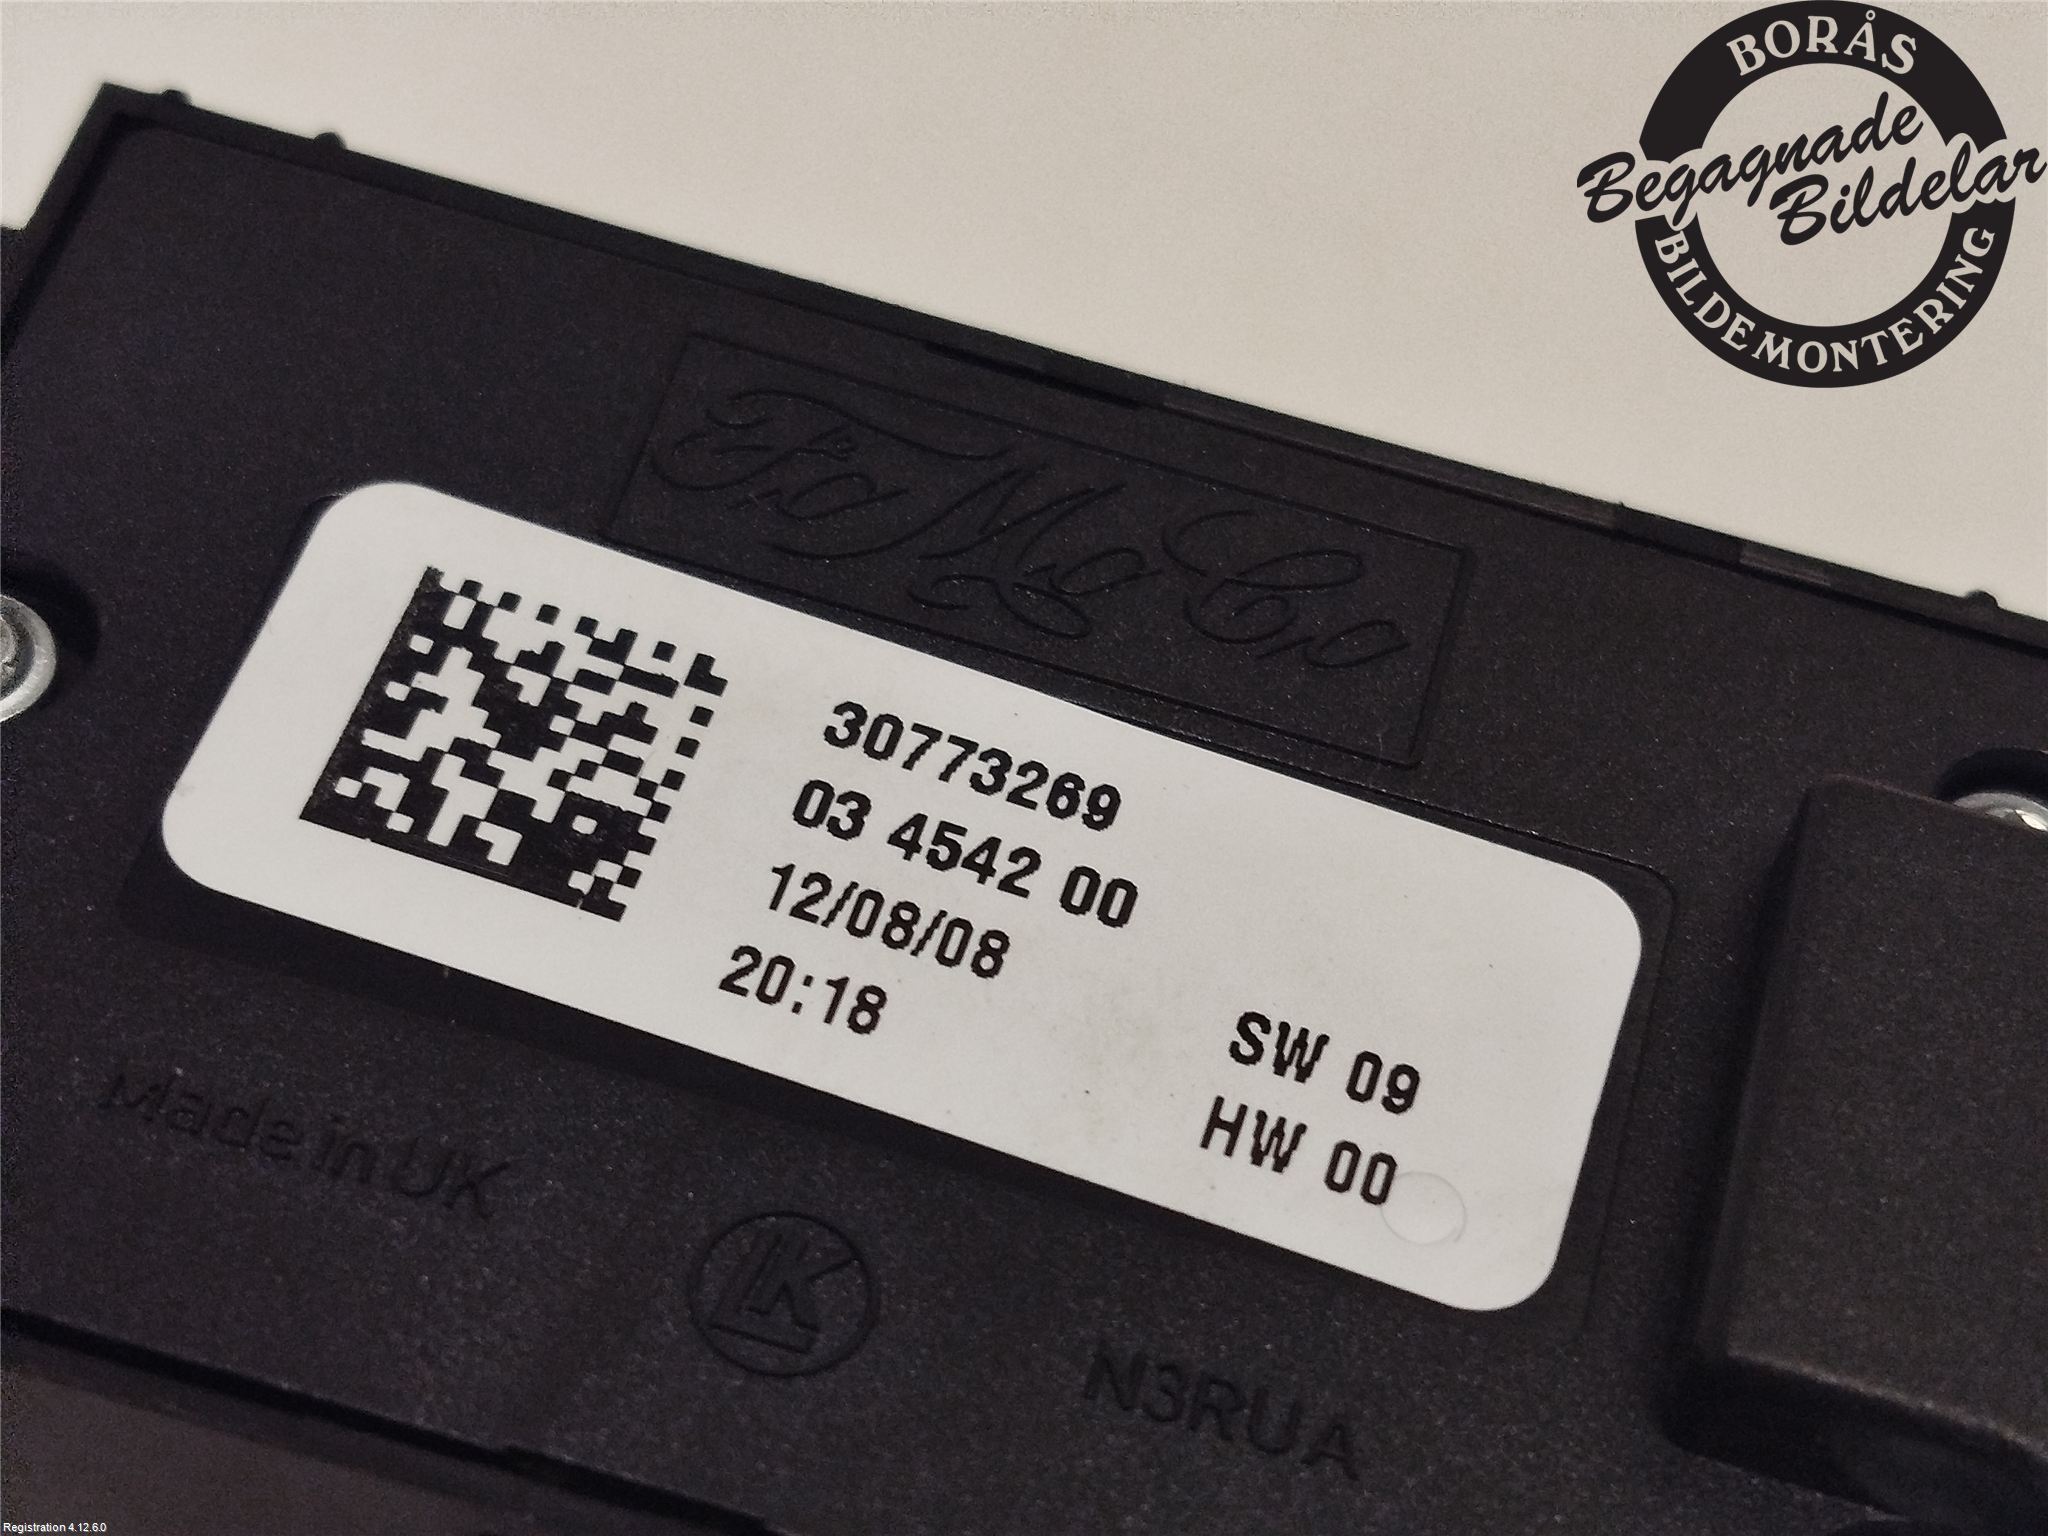 BORÅS
Begagnade
Bildelar
BILDEMONTERING
FoMoCo
30773269
03 4542 00
12/08/08
20:18
SW 09
HW 00
Made in UK
LK
N3RUA
Registration 4.12.6.0